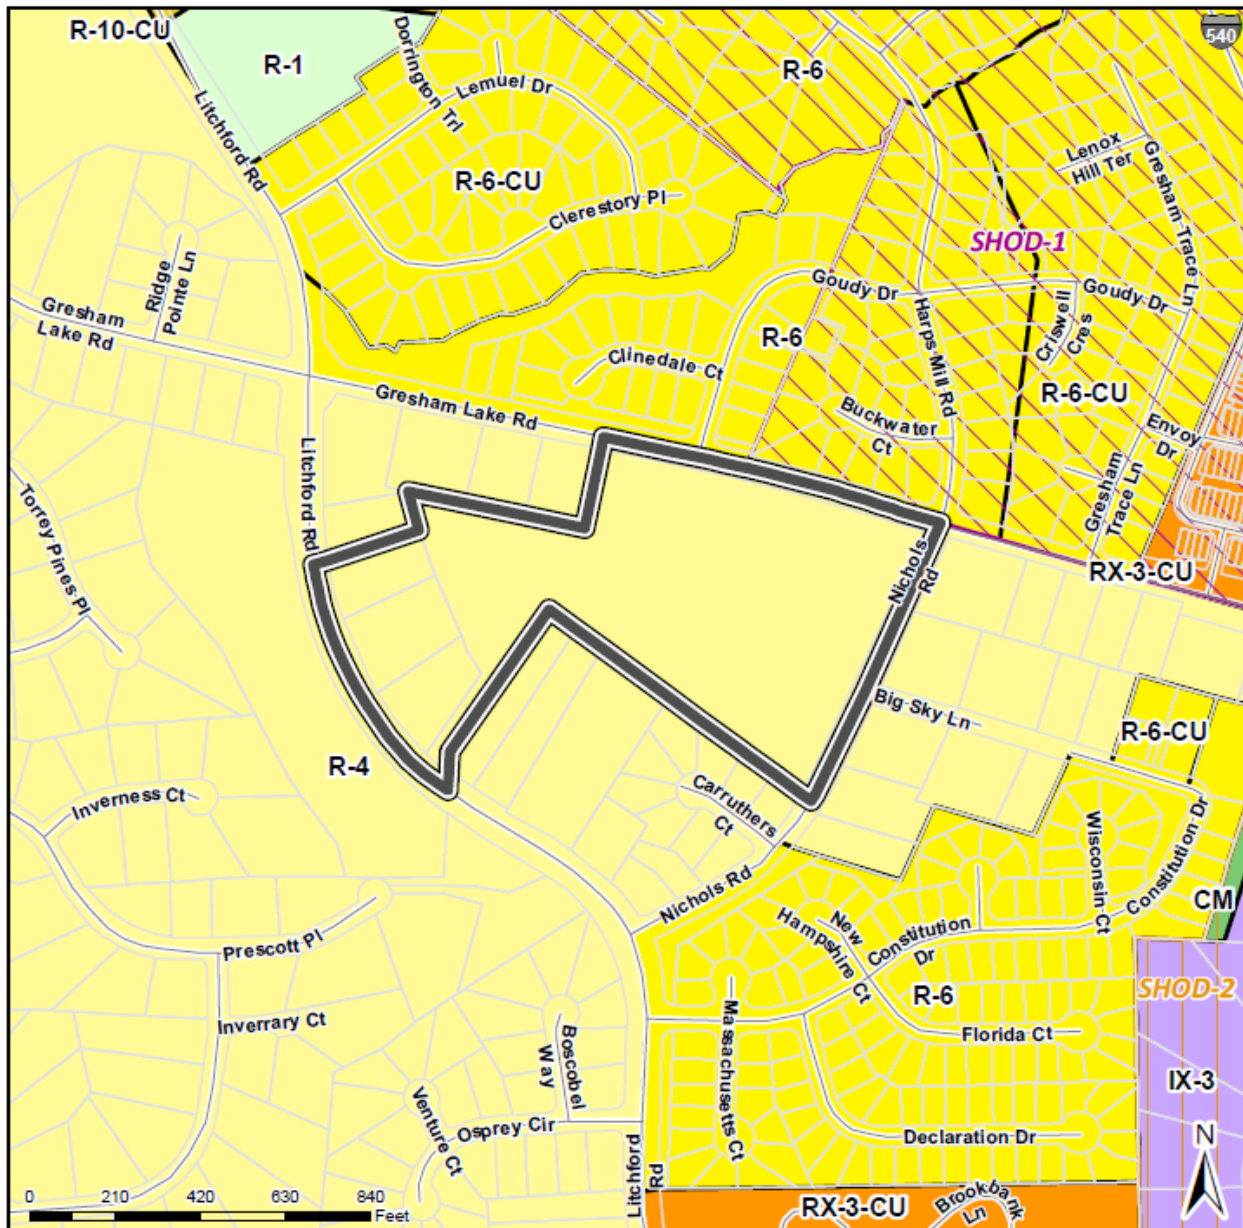 R-10-CU
R-1
Dorrington Trl
Lemuel Dr
R-6
540
Litchford Rd
R-6-CU
Clerestory Pl
Lenox
Hill Ter
Gresham Trace Ln
SHOD-1
Ridge
Pointe Ln
Gresham
Lake Rd
Goudy Dr
Goudy Dr
Harps Mill Rd
Criswell
Cres
R-6
Clinedale Ct
R-6-CU
Gresham Lake Rd
Buckwater
Ct
Envoy
Dr
Litchford Rd
Gresham
Trace Ln
Torrey Pines Pl
Nichols
Rd
RX-3-CU
Big Sky Ln
R-6-CU
R-4
Inverness Ct
Carruthers
Ct
Wisconsin Ct
Constitution Dr
CM
Nichols Rd
New
Hampshire Ct
Constitution
Dr
Prescott Pl
SHOD-2
R-6
Inverrary Ct
Massachusetts Ct
Florida Ct
Boscobel
Way
IX-3
Venture Ct
Osprey Cir
Declaration Dr
N
Litchford
Rd
RX-3-CU
Brookbank
Ln
0 210 420 630 840
Feet